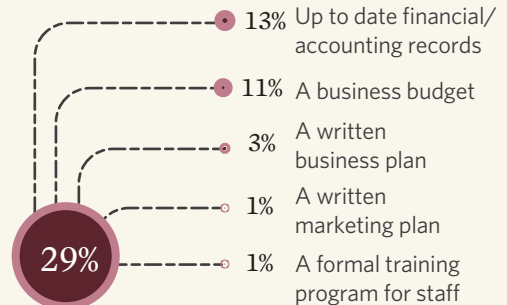 13% Up to date financial/
accounting records
11% A business budget
3% A written
business plan
1% A written
marketing plan
29%
1% A formal training
program for staff